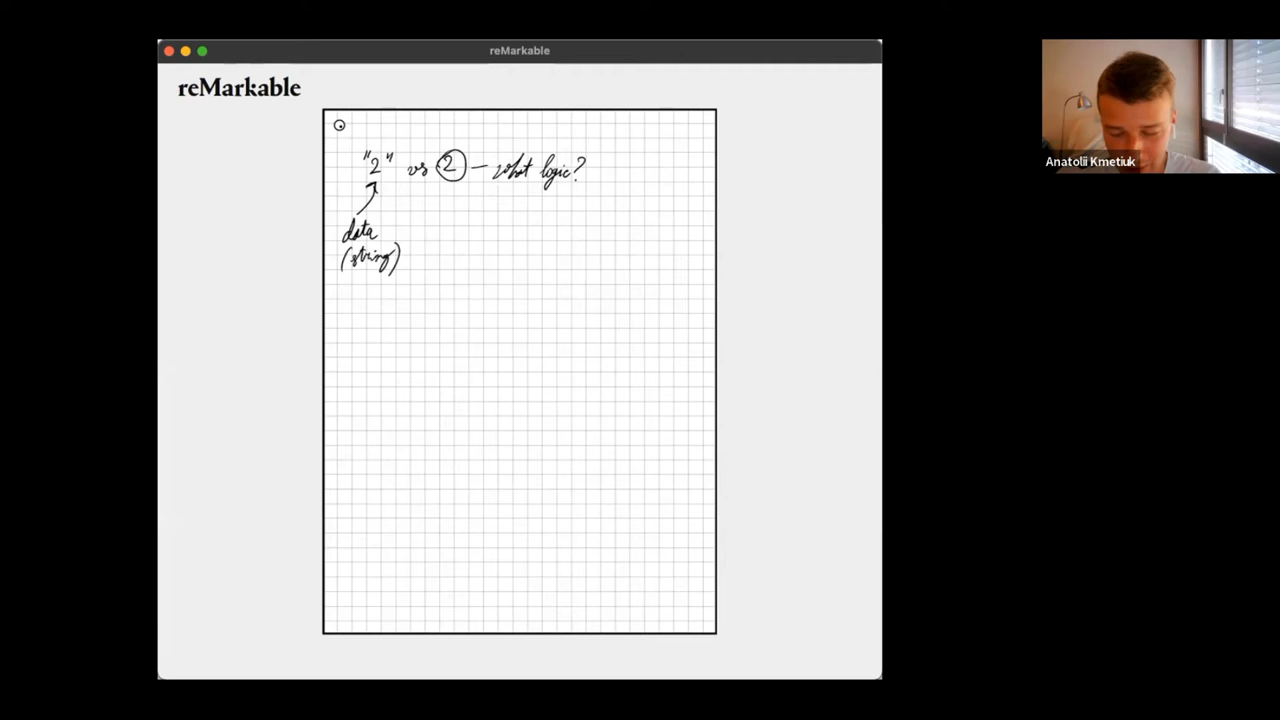 reMarkable
reMarkable
"2" vs 2 – what logic?
data
(string)
Anatolii Kmetiuk